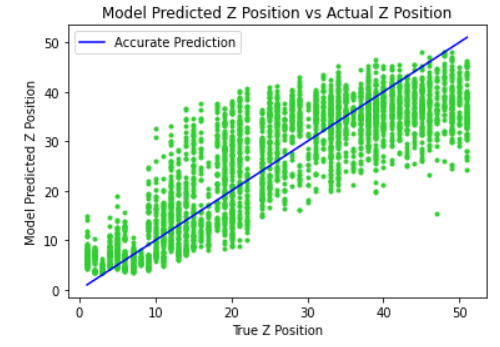 Model Predicted Z Position vs Actual Z Position
Accurate Prediction
Model Predicted Z Position
50
40
30
20
10
0
0 10 20 30 40 50
True Z Position